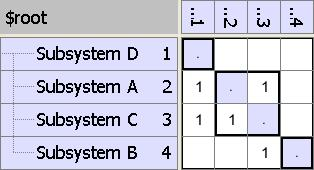 $root ...1 ...2 ...3 ...4
Subsystem D 1 .
Subsystem A 2 1 . 1
Subsystem C 3 1 1 .
Subsystem B 4 1 .